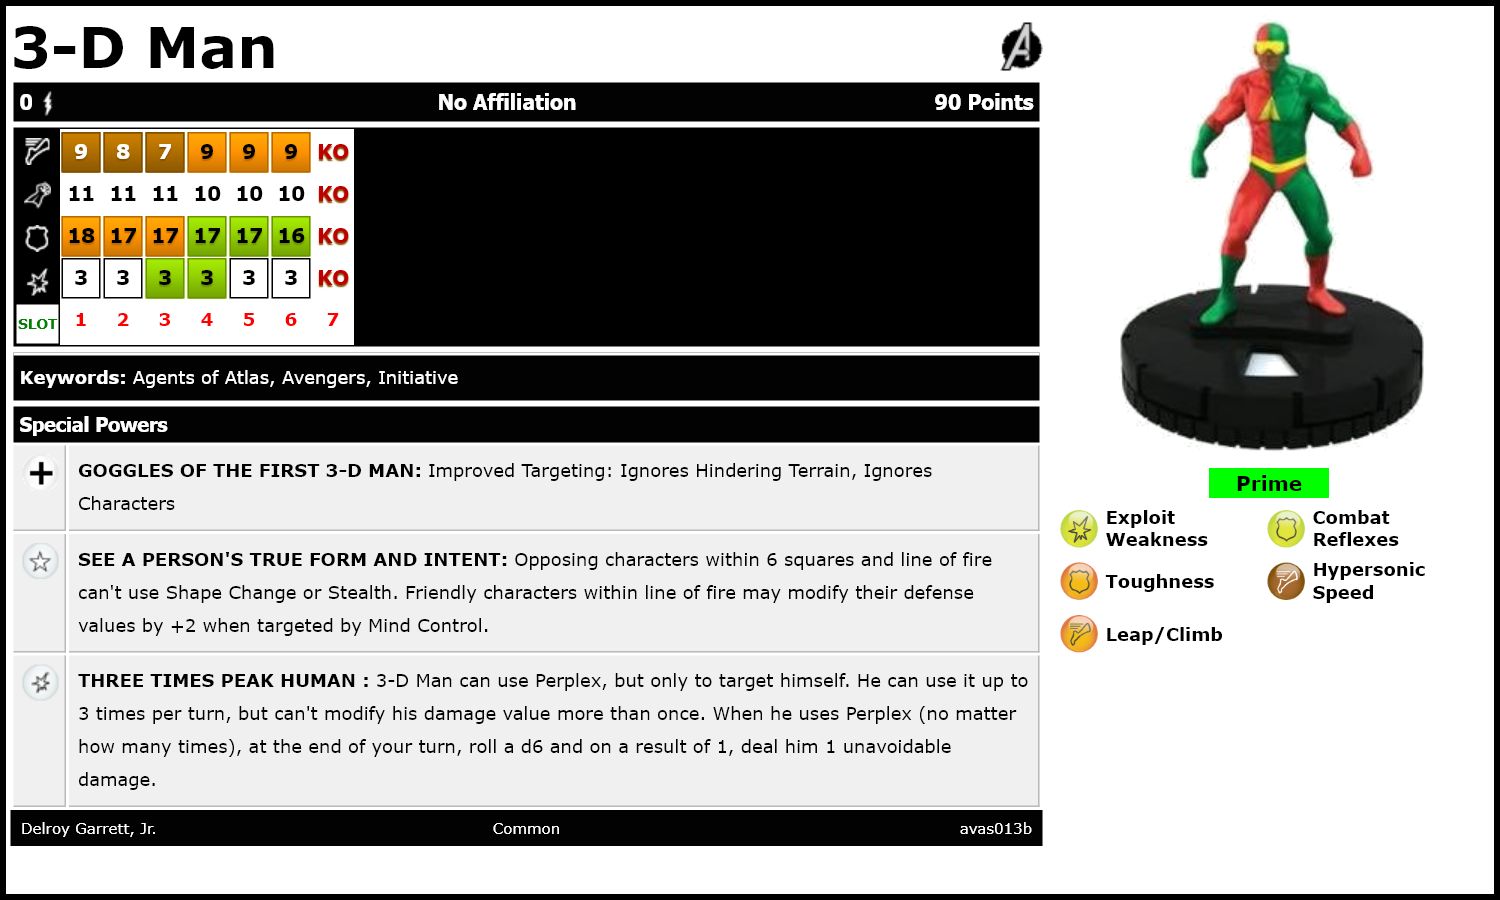 3-D Man
0 No Affiliation 90 Points
9 8 7 9 9 9 KO
11 11 11 10 10 10 KO
18 17 17 17 17 16 KO
3 3 3 3 3 3 KO
SLOT 1 2 3 4 5 6 7
Keywords: Agents of Atlas, Avengers, Initiative
Special Powers
GOGGLES OF THE FIRST 3-D MAN: Improved Targeting: Ignores Hindering Terrain, Ignores
Characters
SEE A PERSON'S TRUE FORM AND INTENT: Opposing characters within 6 squares and line of fire
can't use Shape Change or Stealth. Friendly characters within line of fire may modify their defense
values by +2 when targeted by Mind Control.
THREE TIMES PEAK HUMAN : 3-D Man can use Perplex, but only to target himself. He can use it up to
3 times per turn, but can't modify his damage value more than once. When he uses Perplex (no matter
how many times), at the end of your turn, roll a d6 and on a result of 1, deal him 1 unavoidable
damage.
Delroy Garrett, Jr. Common avas013b
Prime
Exploit
Weakness
Combat
Reflexes
Toughness
Hypersonic
Speed
Leap/Climb